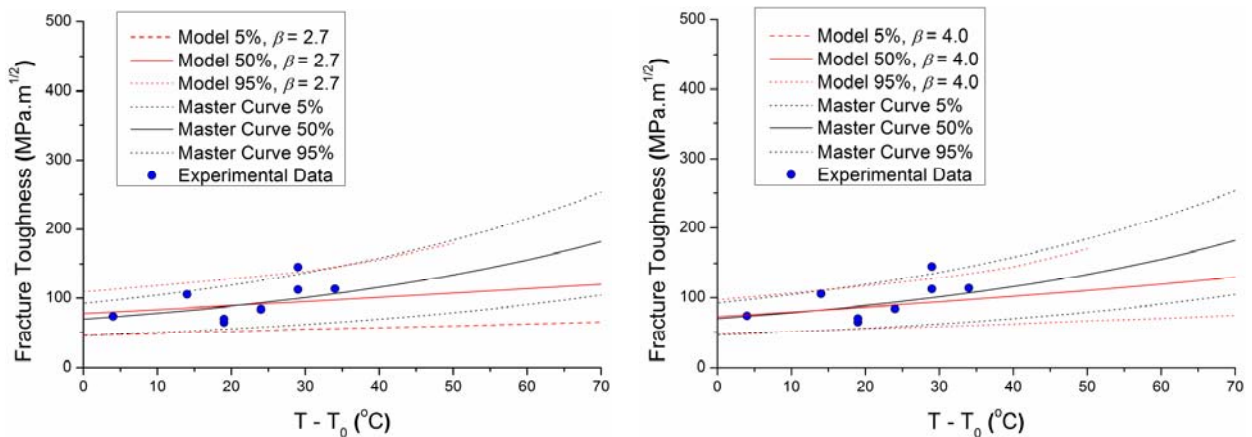 500
400
300
200
100
0
Fracture Toughness (MPa.m^1/2)
Model 5%, β = 2.7
Model 50%, β = 2.7
Model 95%, β = 2.7
Master Curve 5%
Master Curve 50%
Master Curve 95%
Experimental Data
0 10 20 30 40 50 60 70
T - T₀ (°C)
500
400
300
200
100
0
Fracture Toughness (MPa.m^1/2)
Model 5%, β = 4.0
Model 50%, β = 4.0
Model 95%, β = 4.0
Master Curve 5%
Master Curve 50%
Master Curve 95%
Experimental Data
0 10 20 30 40 50 60 70
T - T₀ (°C)